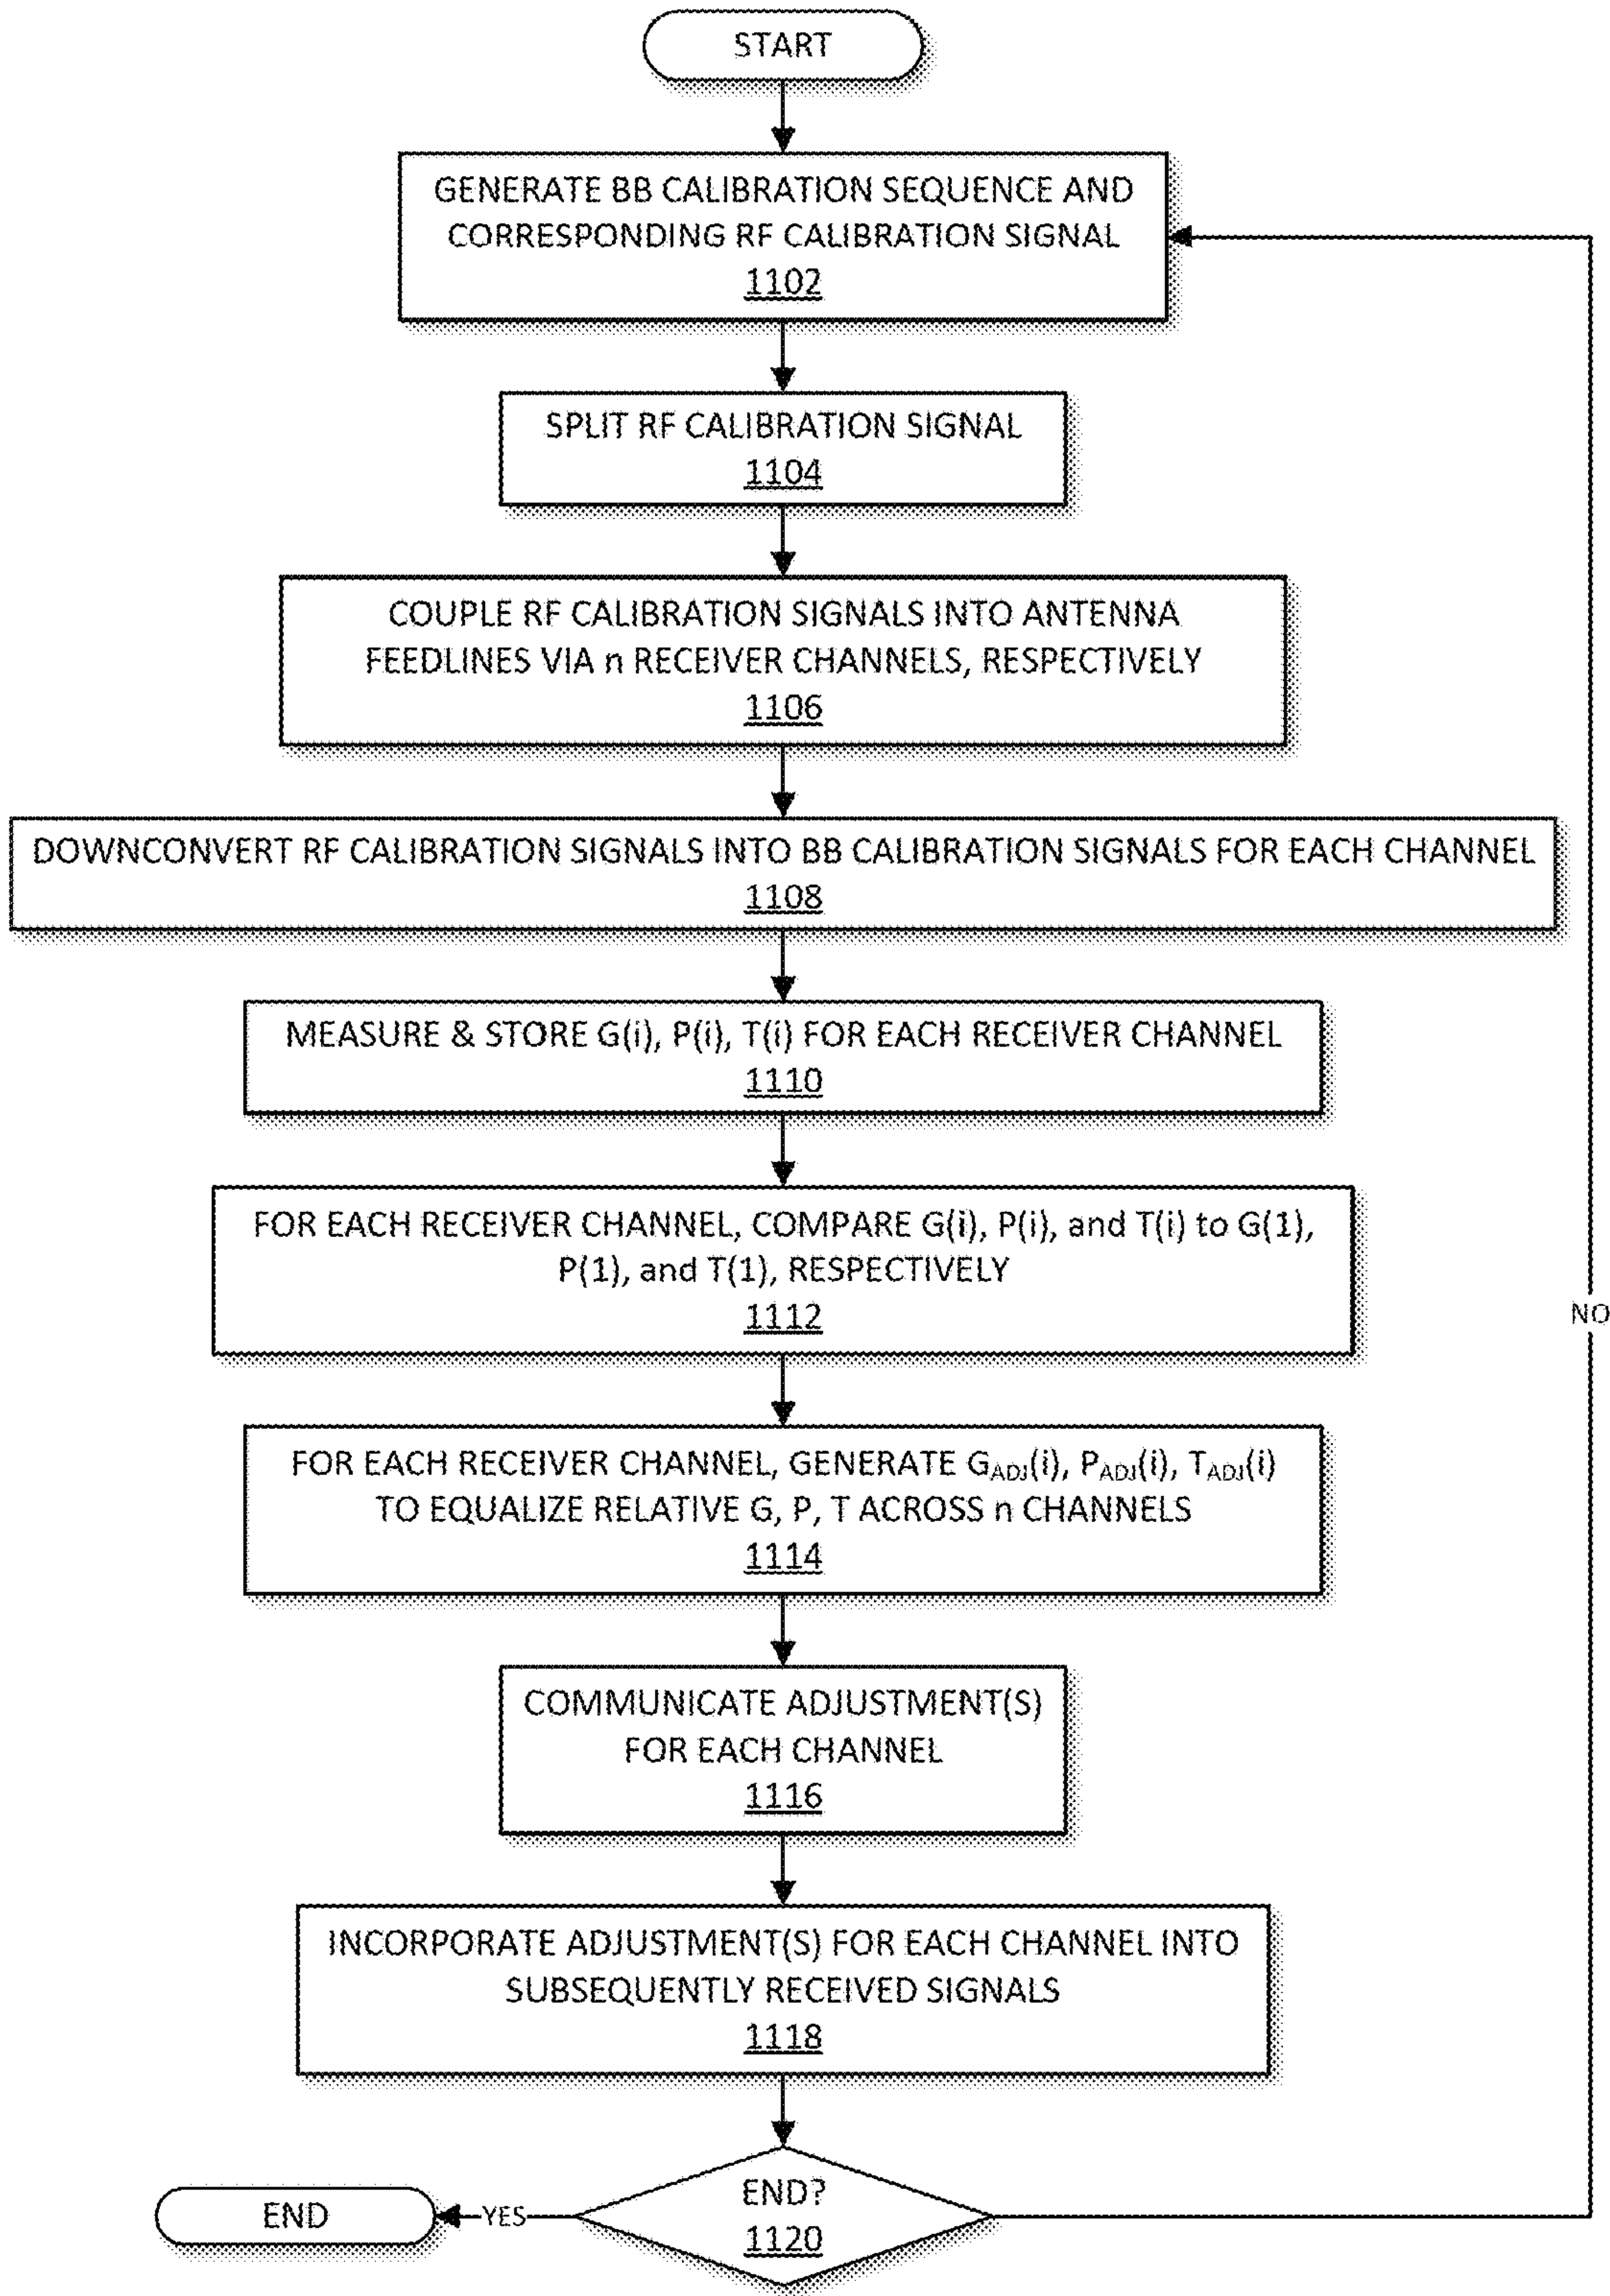 START
GENERATE BB CALIBRATION SEQUENCE AND
CORRESPONDING RF CALIBRATION SIGNAL
1102
SPLIT RF CALIBRATION SIGNAL
1104
COUPLE RF CALIBRATION SIGNALS INTO ANTENNA
FEEDLINES VIA n RECEIVER CHANNELS, RESPECTIVELY
1106
DOWNCONVERT RF CALIBRATION SIGNALS INTO BB CALIBRATION SIGNALS FOR EACH CHANNEL
1108
MEASURE & STORE G(i), P(i), T(i) FOR EACH RECEIVER CHANNEL
1110
FOR EACH RECEIVER CHANNEL, COMPARE G(i), P(i), and T(i) to G(1),
P(1), and T(1), RESPECTIVELY
1112
NO
FOR EACH RECEIVER CHANNEL, GENERATE GADJ(i), PADJ(i), TADJ(i)
TO EQUALIZE RELATIVE G, P, T ACROSS n CHANNELS
1114
COMMUNICATE ADJUSTMENT(S)
FOR EACH CHANNEL
1116
INCORPORATE ADJUSTMENT(S) FOR EACH CHANNEL INTO
SUBSEQUENTLY RECEIVED SIGNALS
1118
END?
1120
YES
END